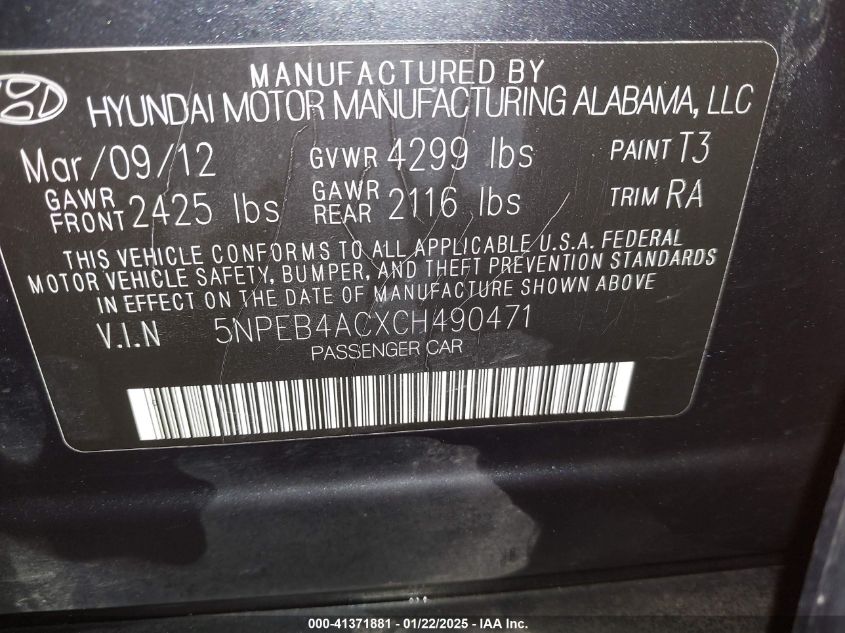 MANUFACTURED BY
HYUNDAI MOTOR MANUFACTURING ALABAMA, LLC
Mar/09/12 GVWR 4299 lbs PAINT T3
GAWR FRONT 2425 lbs GAWR REAR 2116 lbs TRIM RA
THIS VEHICLE CONFORMS TO ALL APPLICABLE U.S.A. FEDERAL
MOTOR VEHICLE SAFETY, BUMPER, AND THEFT PREVENTION STANDARDS
IN EFFECT ON THE DATE OF MANUFACTURE SHOWN ABOVE
V.I.N 5NPEB4ACXCH490471
PASSENGER CAR
000-41371881 - 01/22/2025 - IAA Inc.